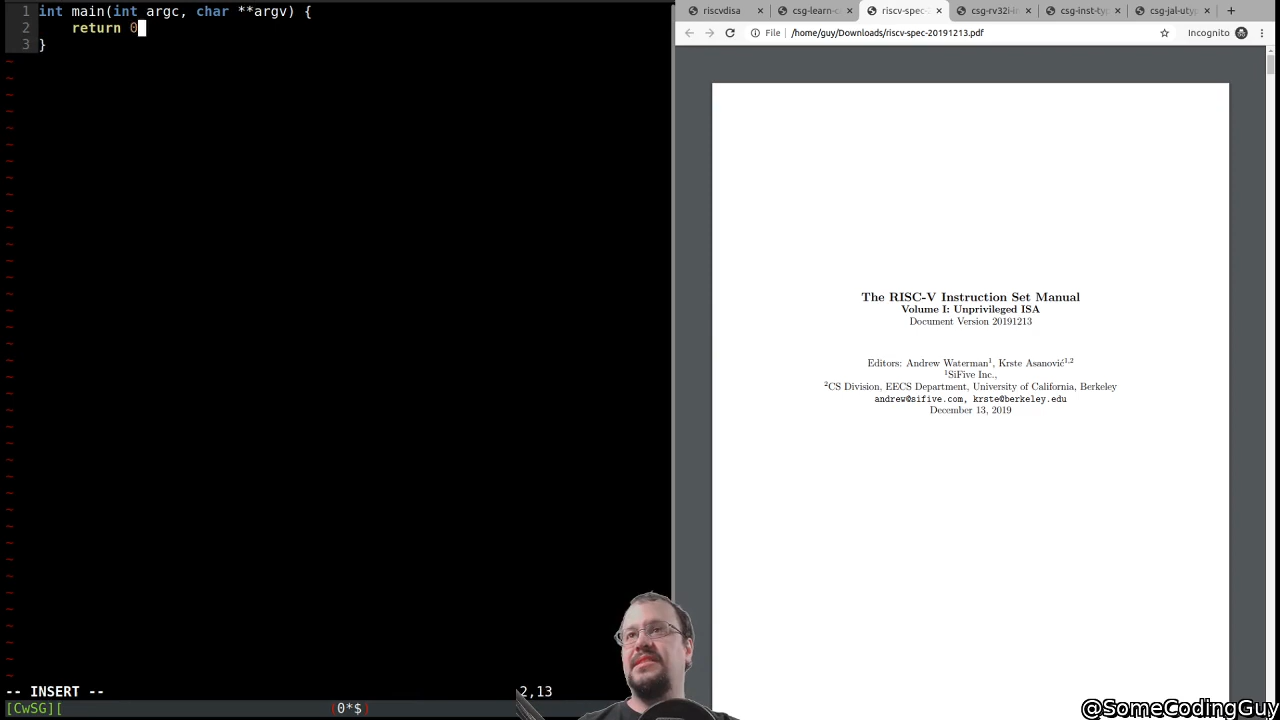 1 int main(int argc, char **argv) {
2     return 0
3 }
-- INSERT --
2,13
[CwSG][
(0*$)
riscvdisa
csg-learn-c
riscv-spec-
csg-rv32i-in
csg-inst-typ
csg-jal-utyp
File | /home/guy/Downloads/riscv-spec-20191213.pdf
Incognito
The RISC-V Instruction Set Manual
Volume I: Unprivileged ISA
Document Version 20191213
Editors: Andrew Waterman1, Krste Asanović1,2
1SiFive Inc.,
2CS Division, EECS Department, University of California, Berkeley
andrew@sifive.com, krste@berkeley.edu
December 13, 2019
@SomeCodingGuy